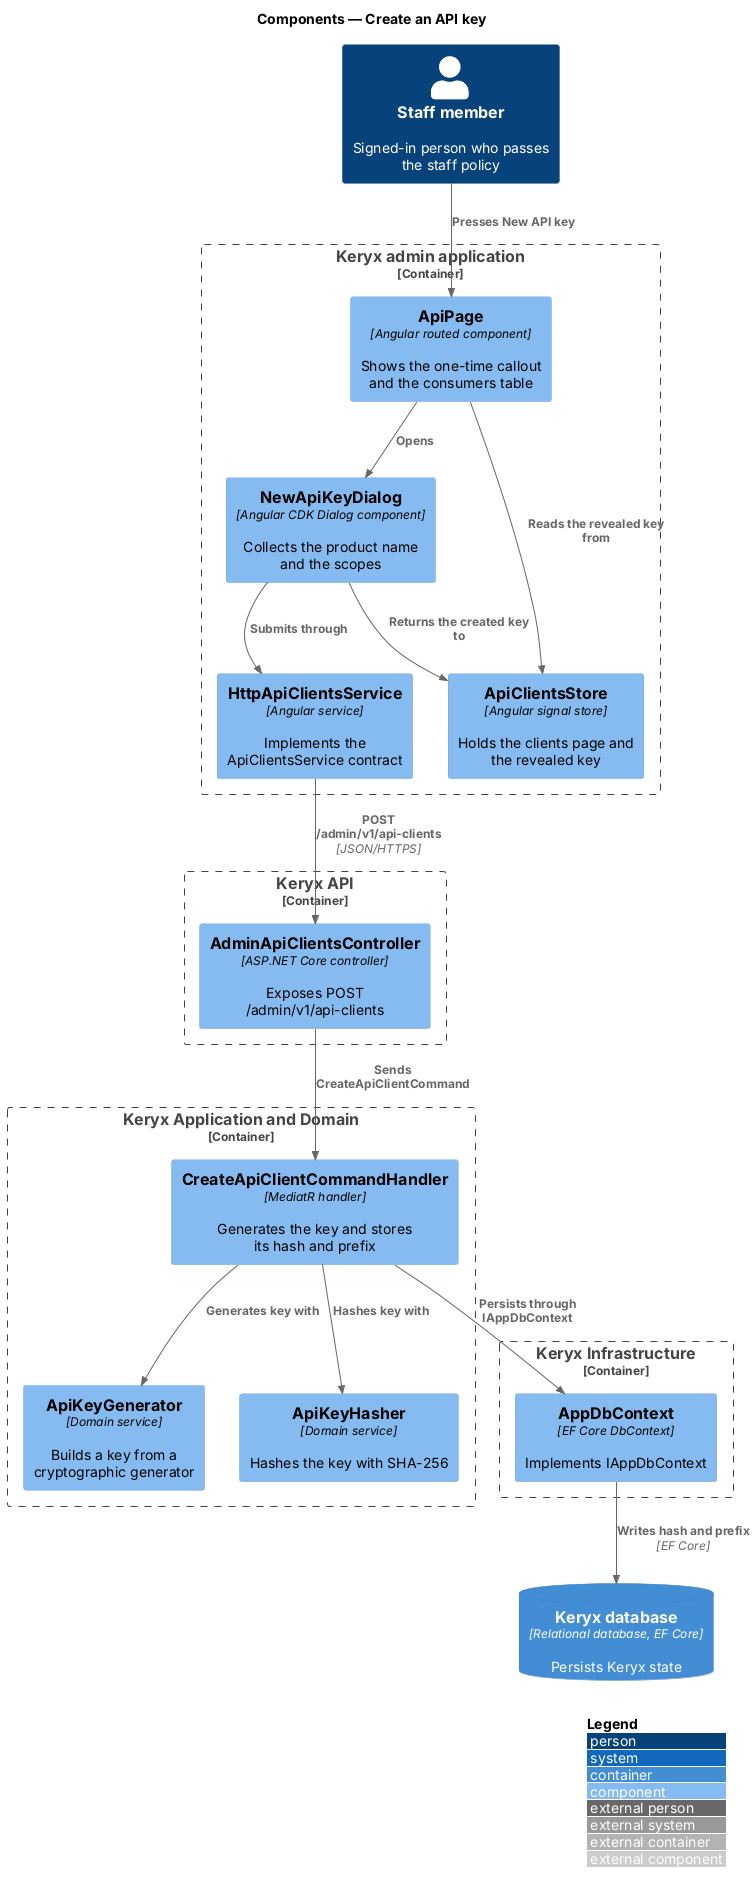 Components — Create an API key
Staff member
Signed-in person who passes
the staff policy
Presses New API key
Keryx admin application
[Container]
ApiPage
[Angular routed component]
Shows the one-time callout
and the consumers table
Opens
NewApiKeyDialog
[Angular CDK Dialog component]
Collects the product name
and the scopes
Reads the revealed key
from
Submits through
Returns the created key
to
HttpApiClientsService
[Angular service]
Implements the
ApiClientsService contract
ApiClientsStore
[Angular signal store]
Holds the clients page and
the revealed key
POST
/admin/v1/api-clients
[JSON/HTTPS]
Keryx API
[Container]
AdminApiClientsController
[ASP.NET Core controller]
Exposes POST
/admin/v1/api-clients
Sends
CreateApiClientCommand
Keryx Application and Domain
[Container]
CreateApiClientCommandHandler
[MediatR handler]
Generates the key and stores
its hash and prefix
Generates key with
Hashes key with
Persists through
IAppDbContext
Keryx Infrastructure
[Container]
ApiKeyGenerator
[Domain service]
Builds a key from a
cryptographic generator
ApiKeyHasher
[Domain service]
Hashes the key with SHA-256
AppDbContext
[EF Core DbContext]
Implements IAppDbContext
Writes hash and prefix
[EF Core]
Keryx database
[Relational database, EF Core]
Persists Keryx state
Legend
person
system
container
component
external person
external system
external container
external component